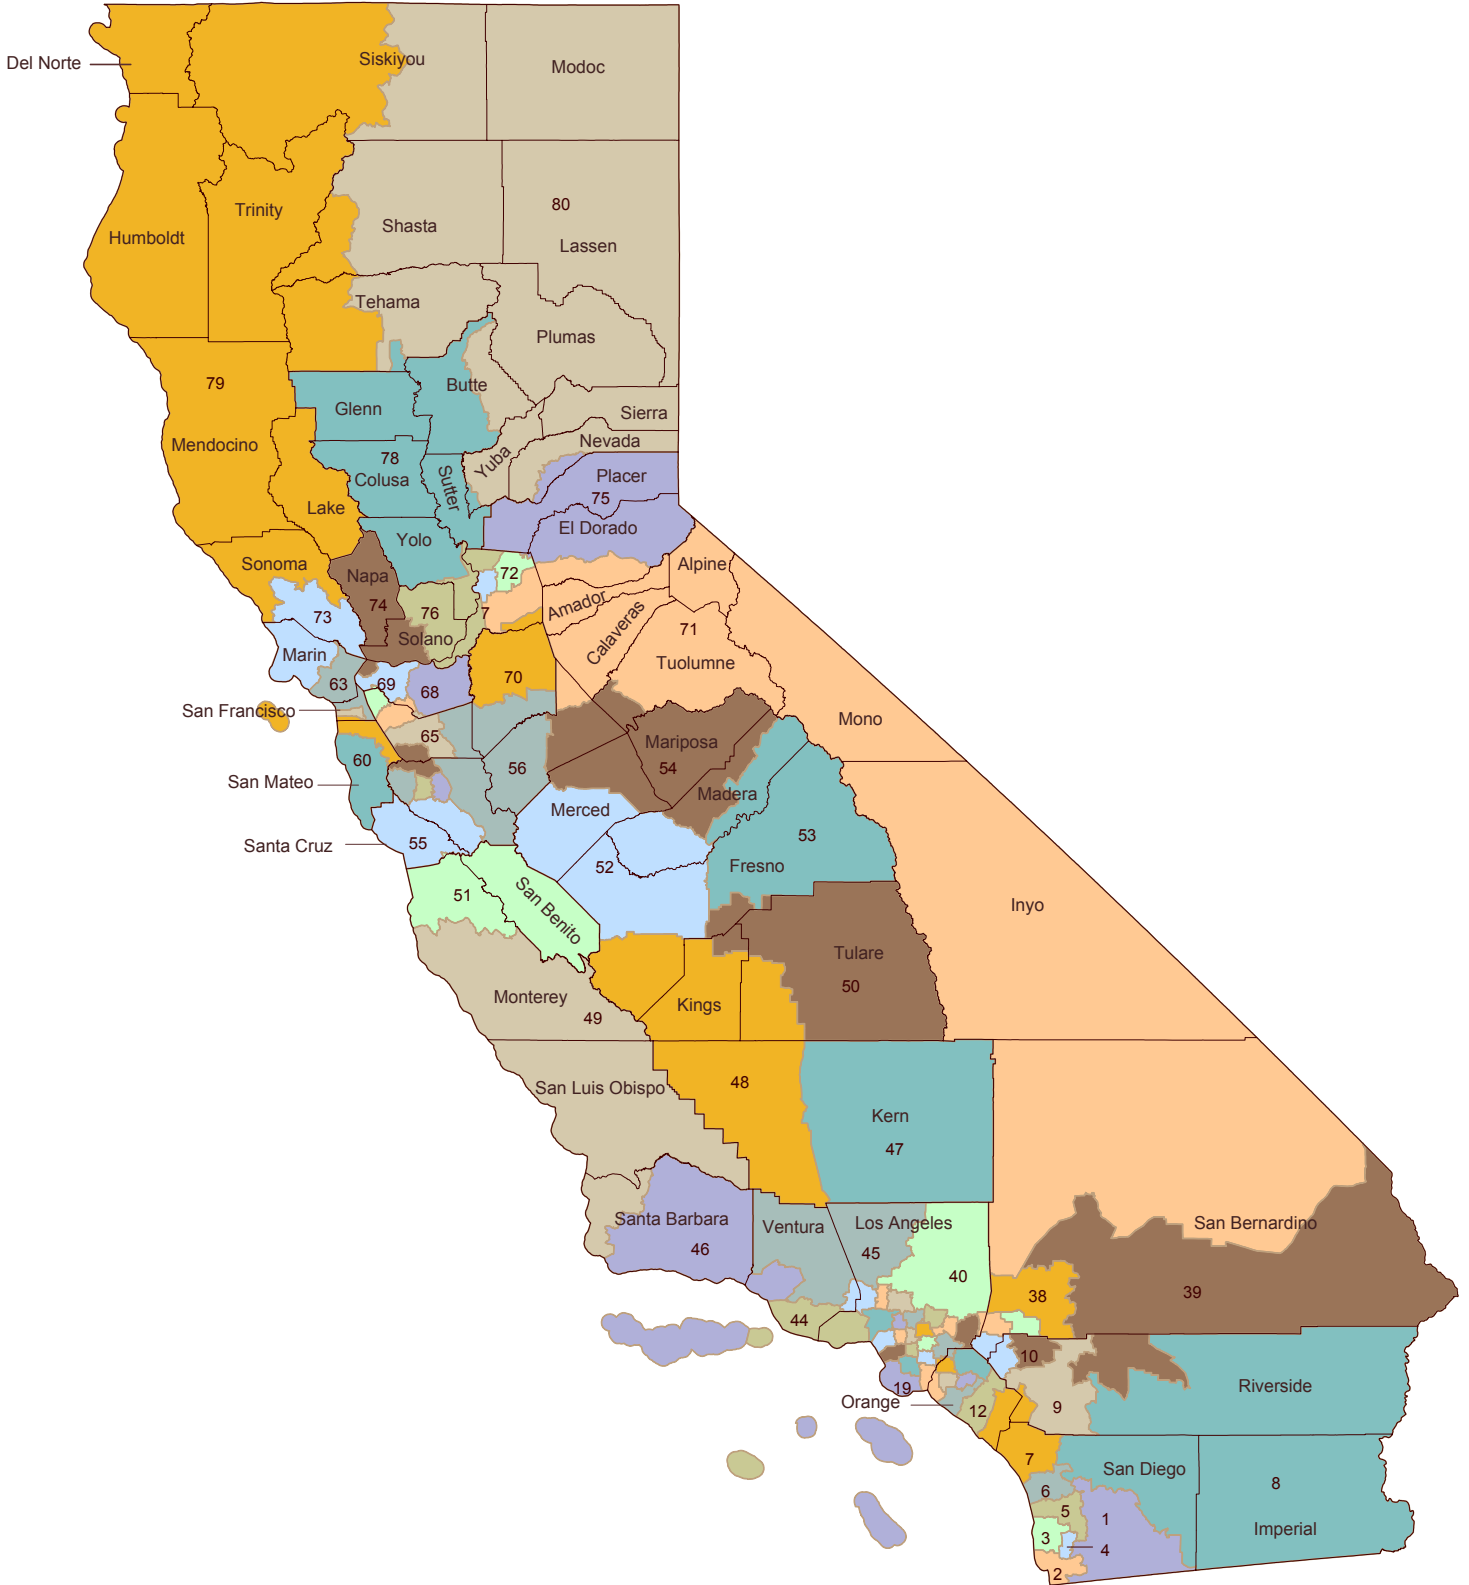 Del Norte
Siskiyou
Modoc
80
Trinity
Shasta
Humboldt
Lassen
Tehama
Plumas
79
Butte
Glenn
Sierra
Mendocino
Nevada
78
Yuba
Colusa
Placer
Sutter
75
Lake
El Dorado
Yolo
Sonoma
Alpine
72
Napa
74
Amador
76
7
73
71
Solano
Calaveras
Marin
Tuolumne
63
69
68
70
San Francisco
Mono
65
Mariposa
60
56
54
San Mateo
Madera
Merced
Santa Cruz
55
53
52
Fresno
51
San Benito
Inyo
Tulare
50
Monterey
Kings
49
48
San Luis Obispo
Kern
47
Santa Barbara
Ventura
Los Angeles
San Bernardino
46
45
40
38
39
44
10
19
Riverside
Orange
12
9
7
San Diego
6
8
5
1
Imperial
3
4
2